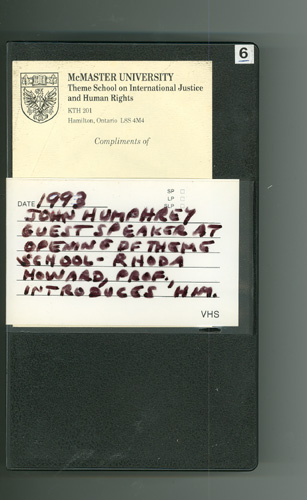 6
McMASTER UNIVERSITY
Theme School on International Justice
and Human Rights
KTH 201
Hamilton, Ontario L8S 4M4
Compliments of
SP
LP
SLP
DATE 1993
JOHN HUMPHREY
GUEST SPEAKER AT
OPENING OF THEME
SCHOOL - RHODA
HOWARD, PROF.,
INTRODUCES HIM.
VHS